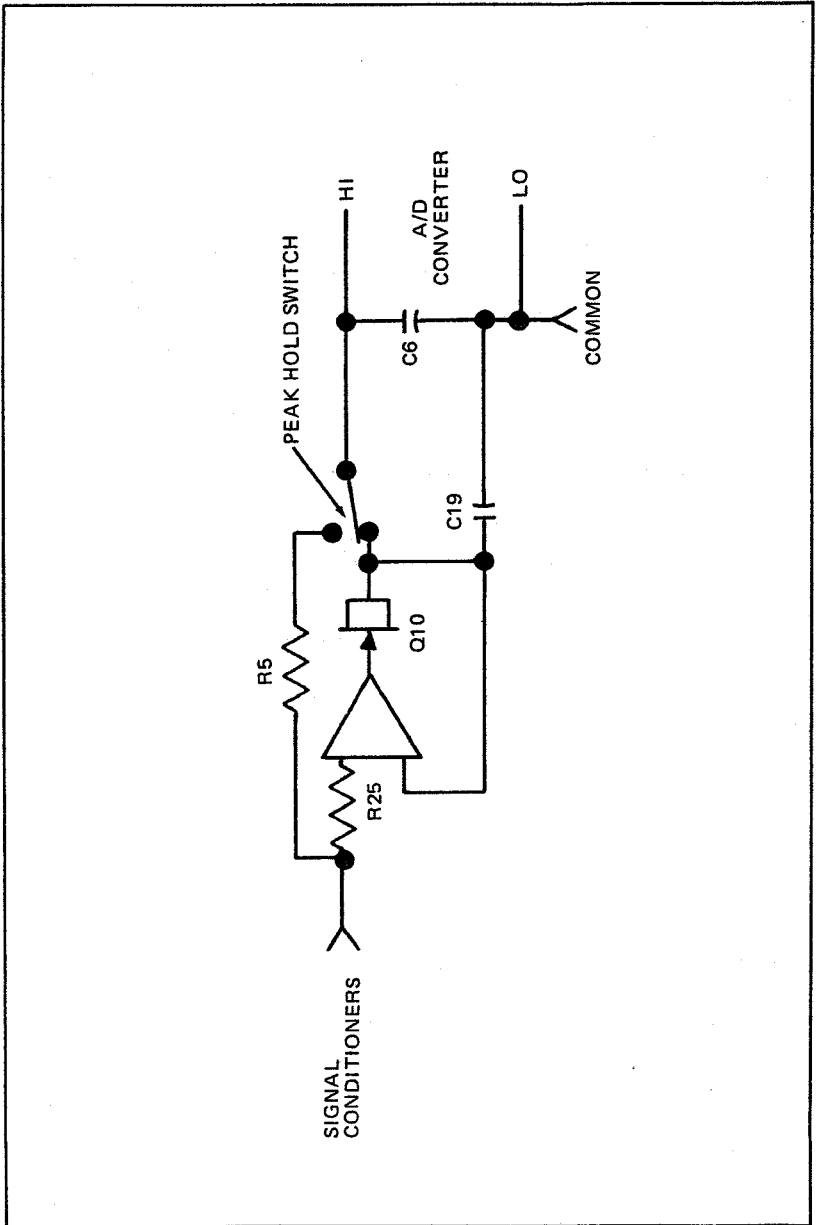 SIGNAL
CONDITIONERS
R25
R5
Q10
PEAK HOLD SWITCH
C19
C6
HI
A/D
CONVERTER
LO
COMMON